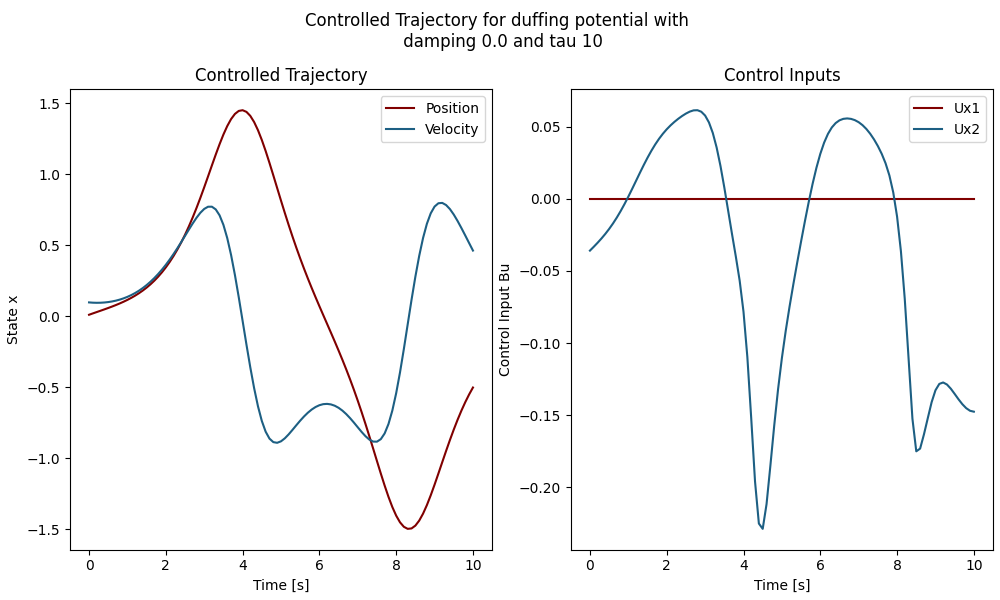 Controlled Trajectory for duffing potential with
damping 0.0 and tau 10
Controlled Trajectory
State x
1.5
1.0
0.5
0.0
−0.5
−1.0
−1.5
Position
Velocity
0 2 4 6 8 10
Time [s]
Control Inputs
Control Input Bu
0.05
0.00
−0.05
−0.10
−0.15
−0.20
Ux1
Ux2
0 2 4 6 8 10
Time [s]